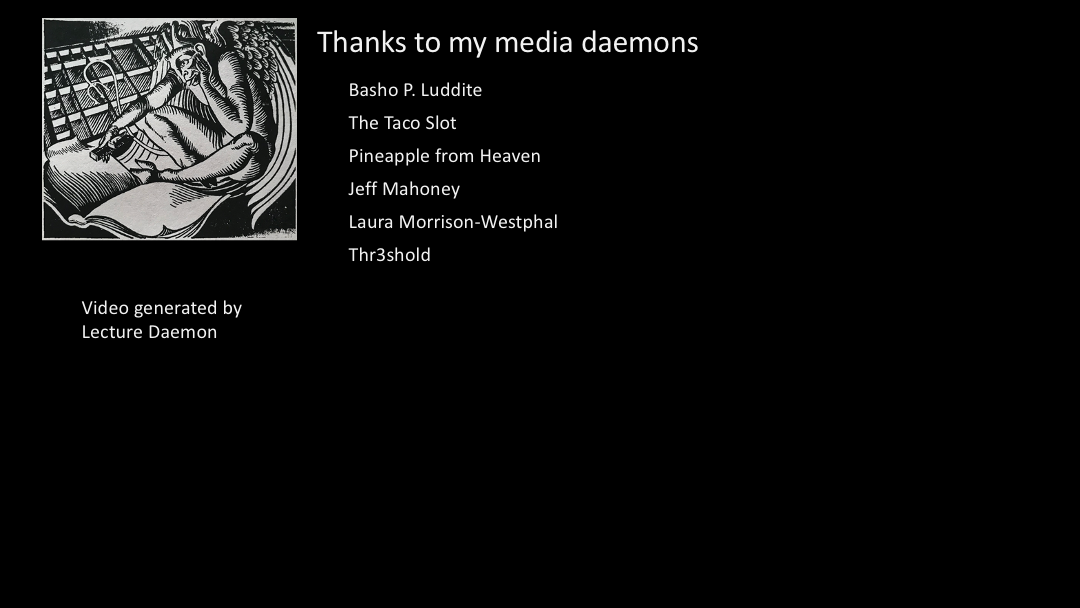 Thanks to my media daemons
Basho P. Luddite
The Taco Slot
Pineapple from Heaven
Jeff Mahoney
Laura Morrison-Westphal
Thr3shold
Video generated by
Lecture Daemon